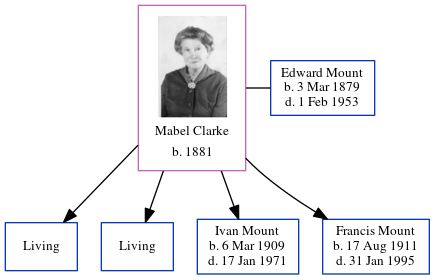 Edward Mount
b. 3 Mar 1879
d. 1 Feb 1953
Mabel Clarke
b. 1881
Living
Living
Ivan Mount
b. 6 Mar 1909
d. 17 Jan 1971
Francis Mount
b. 17 Aug 1911
d. 31 Jan 1995